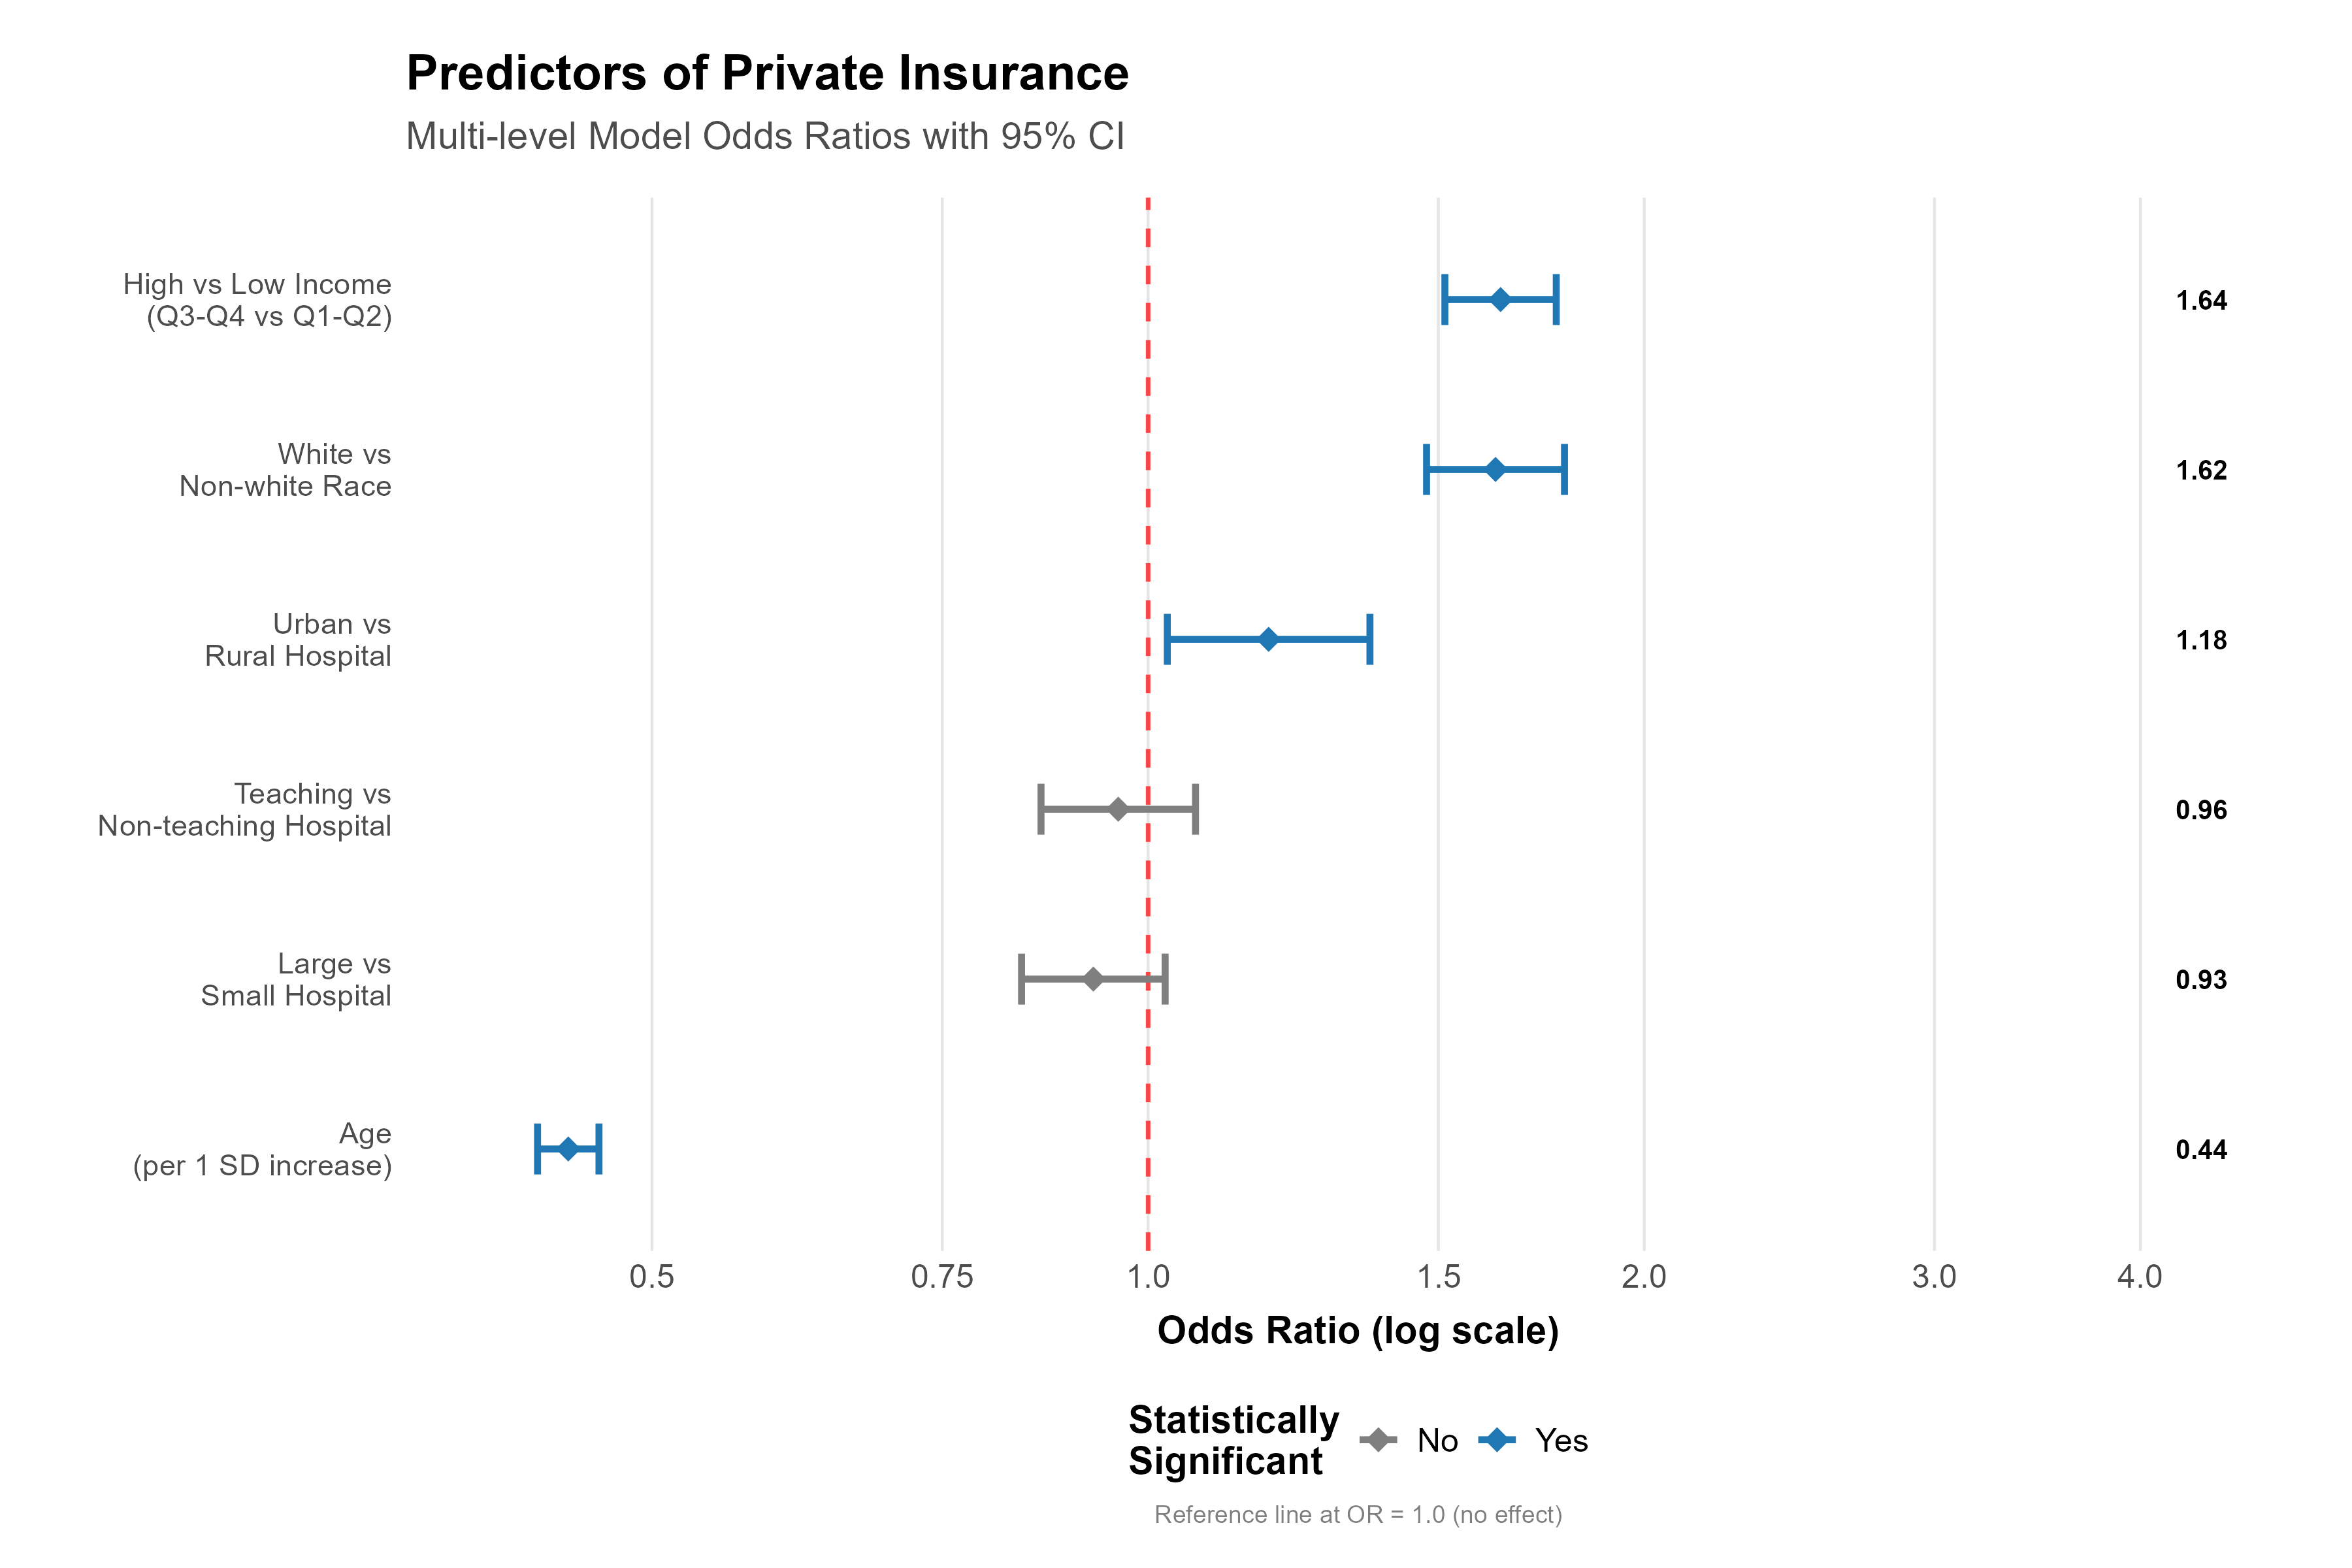 Predictors of Private Insurance
Multi-level Model Odds Ratios with 95% CI
High vs Low Income
(Q3-Q4 vs Q1-Q2)
1.64
White vs
Non-white Race
1.62
Urban vs
Rural Hospital
1.18
Teaching vs
Non-teaching Hospital
0.96
Large vs
Small Hospital
0.93
Age
(per 1 SD increase)
0.44
0.5 0.75 1.0 1.5 2.0 3.0 4.0
Odds Ratio (log scale)
Statistically
Significant
No Yes
Reference line at OR = 1.0 (no effect)